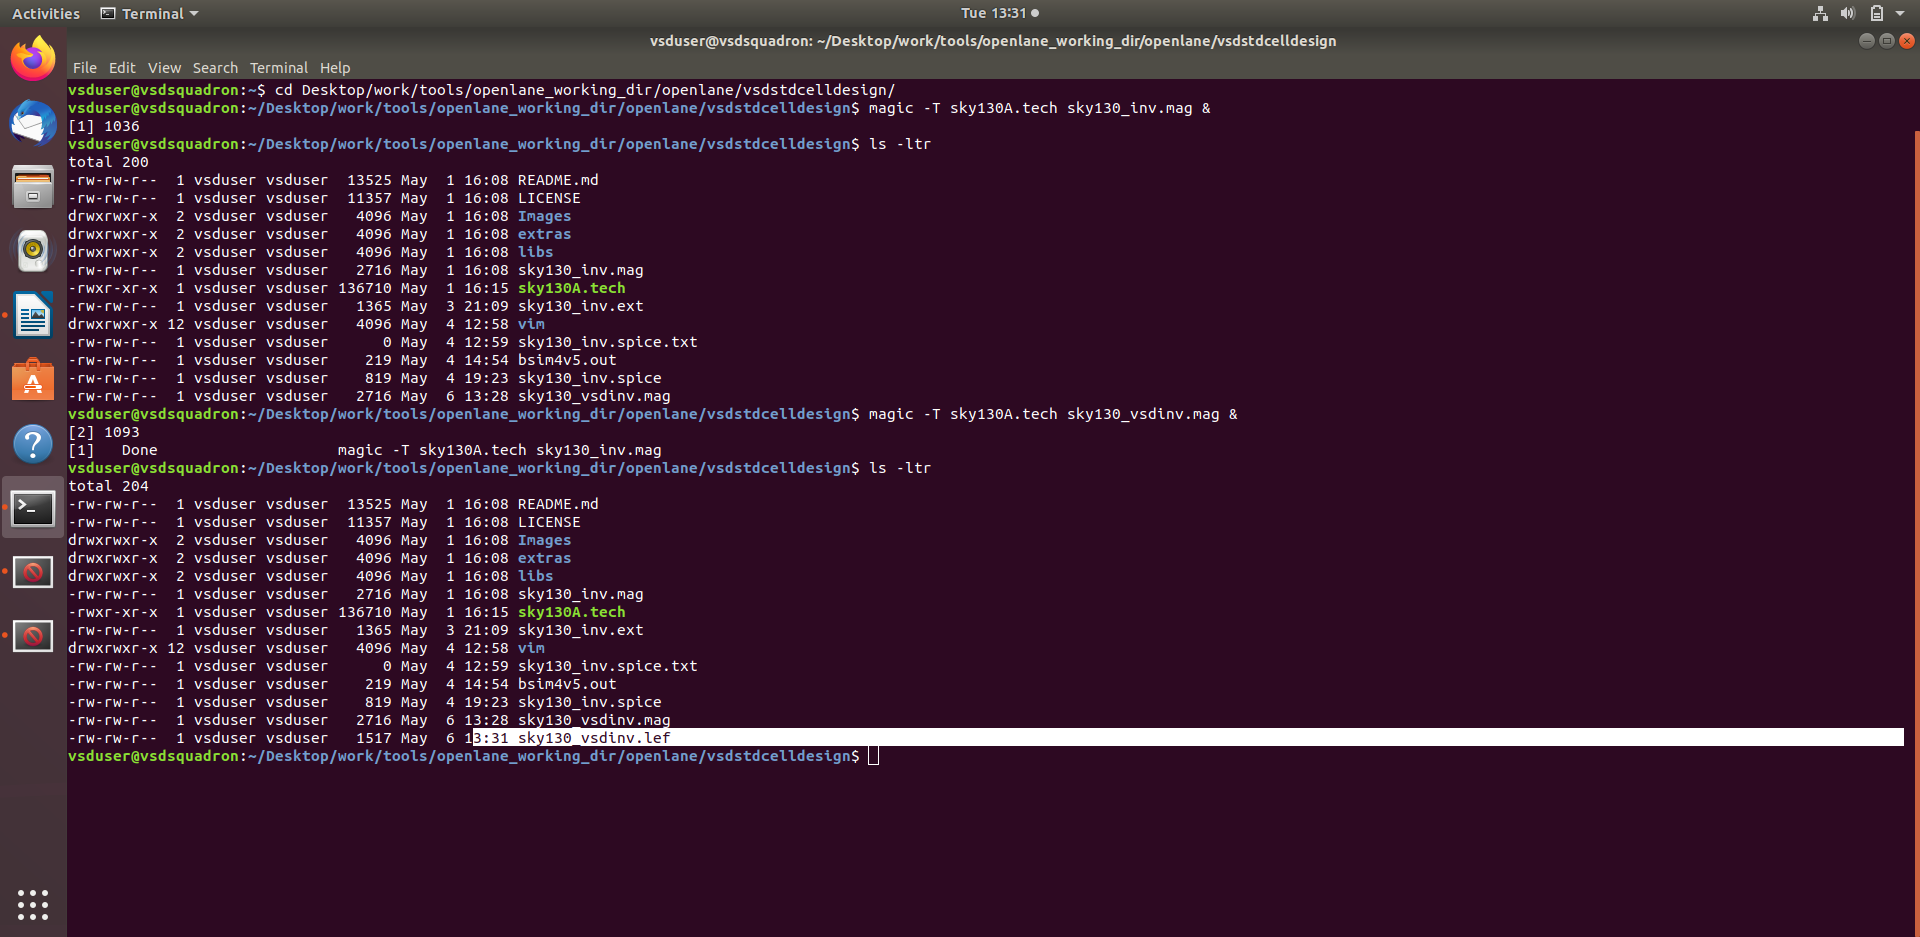 Activities Terminal Tue 13:31
vsduser@vsdsquadron: ~/Desktop/work/tools/openlane_working_dir/openlane/vsdstdcelldesign
File Edit View Search Terminal Help
vsduser@vsdsquadron:~$ cd Desktop/work/tools/openlane_working_dir/openlane/vsdstdcelldesign/
vsduser@vsdsquadron:~/Desktop/work/tools/openlane_working_dir/openlane/vsdstdcelldesign$ magic -T sky130A.tech sky130_inv.mag &
[1] 1036
vsduser@vsdsquadron:~/Desktop/work/tools/openlane_working_dir/openlane/vsdstdcelldesign$ ls -ltr
total 200
-rw-rw-r--  1 vsduser vsduser  13525 May  1 16:08 README.md
-rw-rw-r--  1 vsduser vsduser  11357 May  1 16:08 LICENSE
drwxrwxr-x  2 vsduser vsduser   4096 May  1 16:08 Images
drwxrwxr-x  2 vsduser vsduser   4096 May  1 16:08 extras
drwxrwxr-x  2 vsduser vsduser   4096 May  1 16:08 libs
-rw-rw-r--  1 vsduser vsduser   2716 May  1 16:08 sky130_inv.mag
-rwxr-xr-x  1 vsduser vsduser 136710 May  1 16:15 sky130A.tech
-rw-rw-r--  1 vsduser vsduser   1365 May  3 21:09 sky130_inv.ext
drwxrwxr-x 12 vsduser vsduser   4096 May  4 12:58 vim
-rw-rw-r--  1 vsduser vsduser      0 May  4 12:59 sky130_inv.spice.txt
-rw-rw-r--  1 vsduser vsduser    219 May  4 14:54 bsim4v5.out
-rw-rw-r--  1 vsduser vsduser    819 May  4 19:23 sky130_inv.spice
-rw-rw-r--  1 vsduser vsduser   2716 May  6 13:28 sky130_vsdinv.mag
vsduser@vsdsquadron:~/Desktop/work/tools/openlane_working_dir/openlane/vsdstdcelldesign$ magic -T sky130A.tech sky130_vsdinv.mag &
[2] 1093
[1]   Done                    magic -T sky130A.tech sky130_inv.mag
vsduser@vsdsquadron:~/Desktop/work/tools/openlane_working_dir/openlane/vsdstdcelldesign$ ls -ltr
total 204
-rw-rw-r--  1 vsduser vsduser  13525 May  1 16:08 README.md
-rw-rw-r--  1 vsduser vsduser  11357 May  1 16:08 LICENSE
drwxrwxr-x  2 vsduser vsduser   4096 May  1 16:08 Images
drwxrwxr-x  2 vsduser vsduser   4096 May  1 16:08 extras
drwxrwxr-x  2 vsduser vsduser   4096 May  1 16:08 libs
-rw-rw-r--  1 vsduser vsduser   2716 May  1 16:08 sky130_inv.mag
-rwxr-xr-x  1 vsduser vsduser 136710 May  1 16:15 sky130A.tech
-rw-rw-r--  1 vsduser vsduser   1365 May  3 21:09 sky130_inv.ext
drwxrwxr-x 12 vsduser vsduser   4096 May  4 12:58 vim
-rw-rw-r--  1 vsduser vsduser      0 May  4 12:59 sky130_inv.spice.txt
-rw-rw-r--  1 vsduser vsduser    219 May  4 14:54 bsim4v5.out
-rw-rw-r--  1 vsduser vsduser    819 May  4 19:23 sky130_inv.spice
-rw-rw-r--  1 vsduser vsduser   2716 May  6 13:28 sky130_vsdinv.mag
-rw-rw-r--  1 vsduser vsduser   1517 May  6 13:31 sky130_vsdinv.lef
vsduser@vsdsquadron:~/Desktop/work/tools/openlane_working_dir/openlane/vsdstdcelldesign$